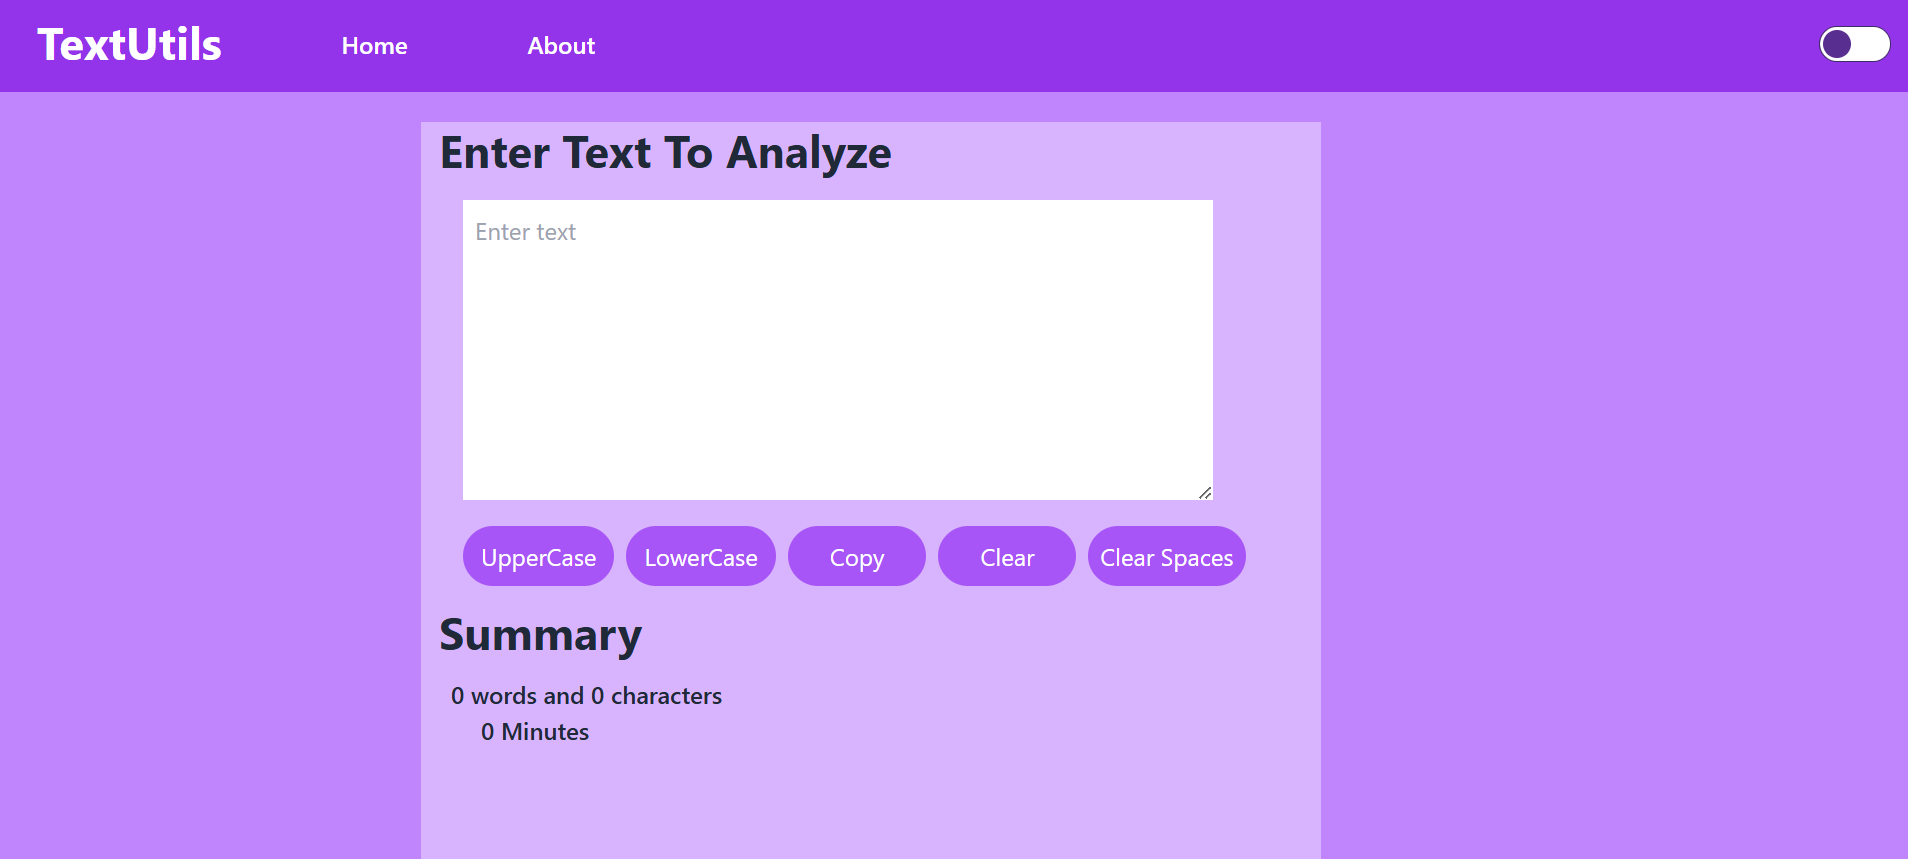 TextUtils Home About
Enter Text To Analyze
Enter text
UpperCase LowerCase Copy Clear Clear Spaces
Summary
0 words and 0 characters
0 Minutes